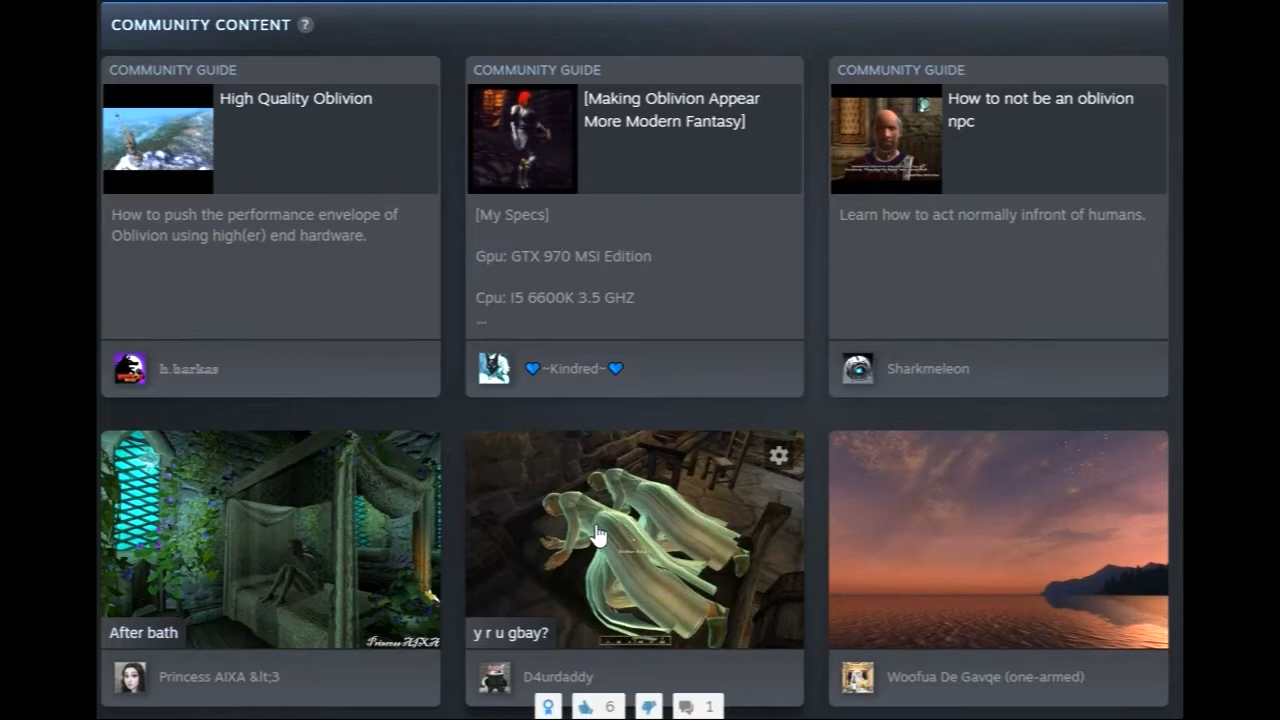 COMMUNITY CONTENT ?
COMMUNITY GUIDE
High Quality Oblivion
How to push the performance envelope of
Oblivion using high(er) end hardware.
h.barkas
COMMUNITY GUIDE
[Making Oblivion Appear
More Modern Fantasy]
[My Specs]
Gpu: GTX 970 MSI Edition
Cpu: I5 6600K 3.5 GHZ
...
~Kindred~
COMMUNITY GUIDE
How to not be an oblivion
npc
Learn how to act normally infront of humans.
Sharkmeleon
After bath
Princess AIXA
Princess AIXA &lt;3
y r u gbay?
D4urdaddy
6
1
Woofua De Gavqe (one-armed)